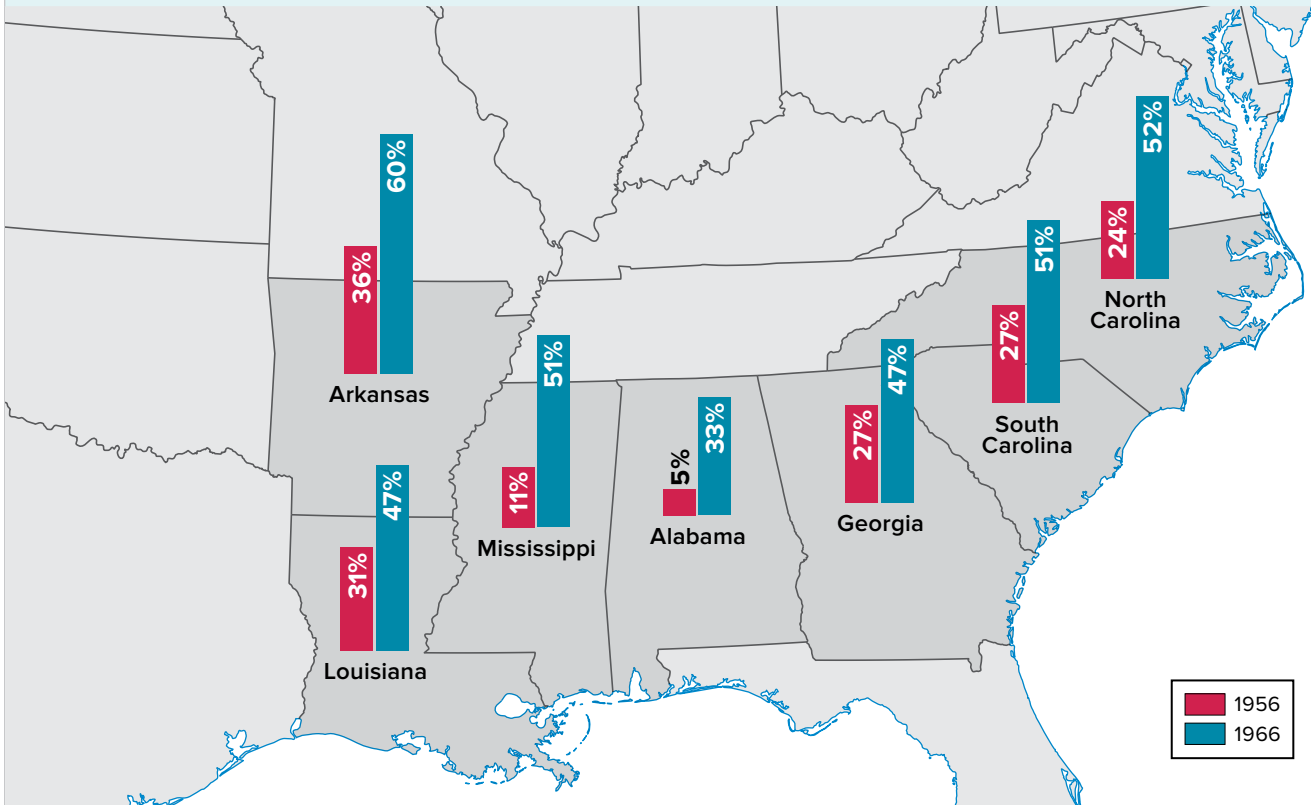 36%
60%
Arkansas
31%
47%
Louisiana
11%
51%
Mississippi
5%
33%
Alabama
27%
47%
Georgia
27%
51%
South
Carolina
24%
52%
North
Carolina
1956
1966